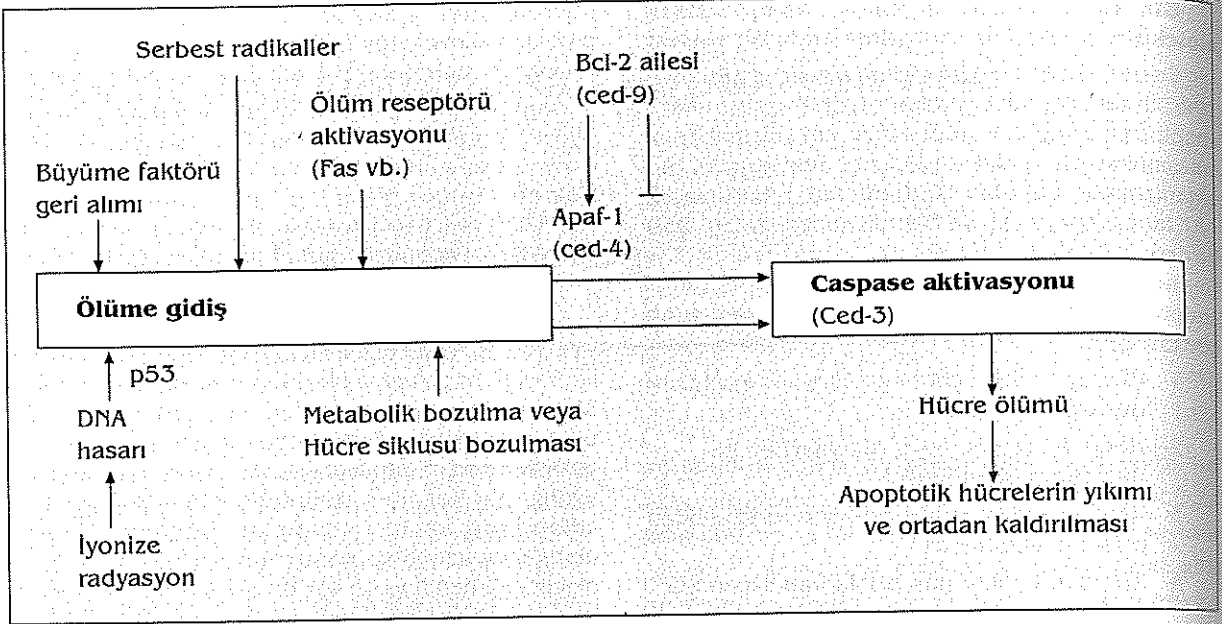 Serbest radikaller
Bcl-2 ailesi
(ced-9)
Ölüm reseptörü
aktivasyonu
(Fas vb.)
Büyüme faktörü
geri alımı
Apaf-1
(ced-4)
Ölüme gidiş
Caspase aktivasyonu
(Ced-3)
p53
DNA
hasarı
Metabolik bozulma veya
Hücre siklusu bozulması
Hücre ölümü
Apoptotik hücrelerin yıkımı
ve ortadan kaldırılması
İyonize
radyasyon